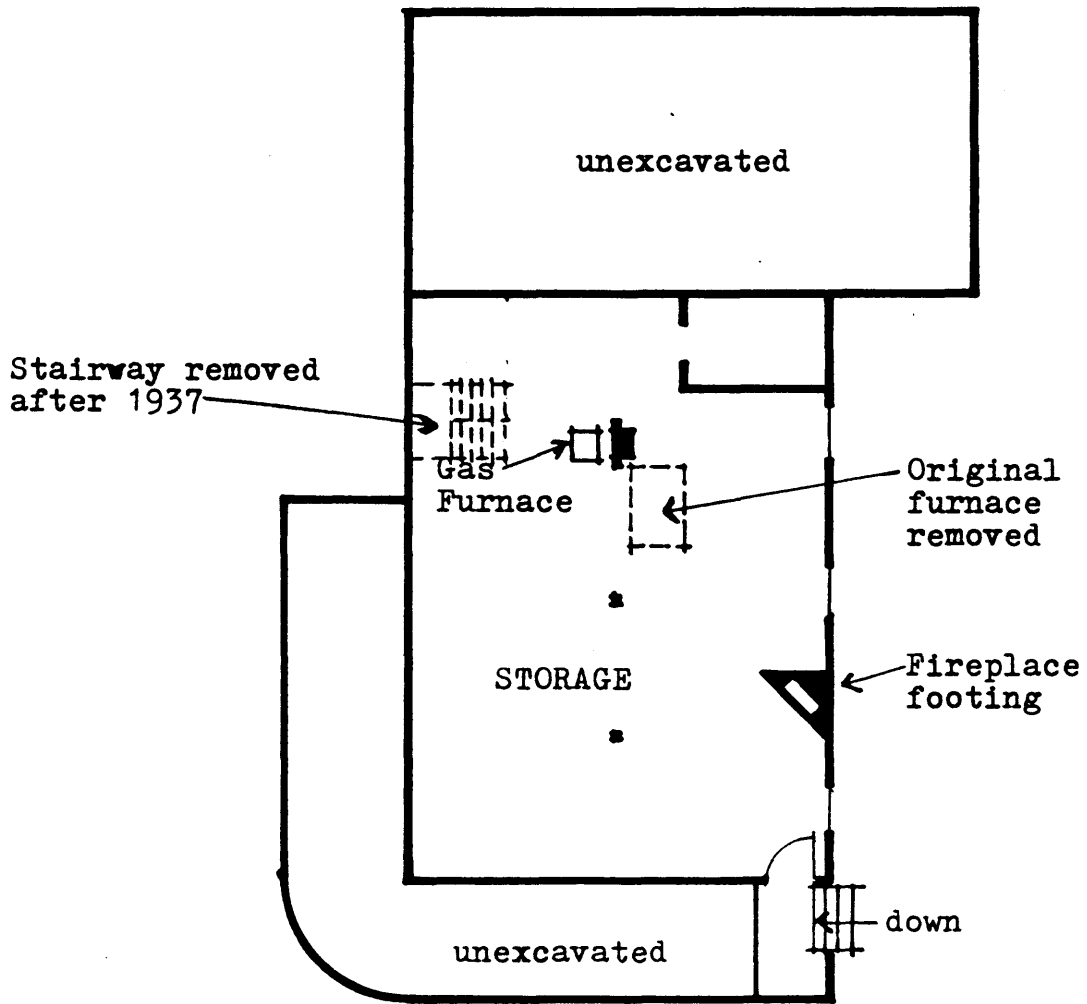 unexcavated
Stairway removed
after 1937
Gas
Furnace
Original
furnace
removed
STORAGE
Fireplace
footing
down
unexcavated